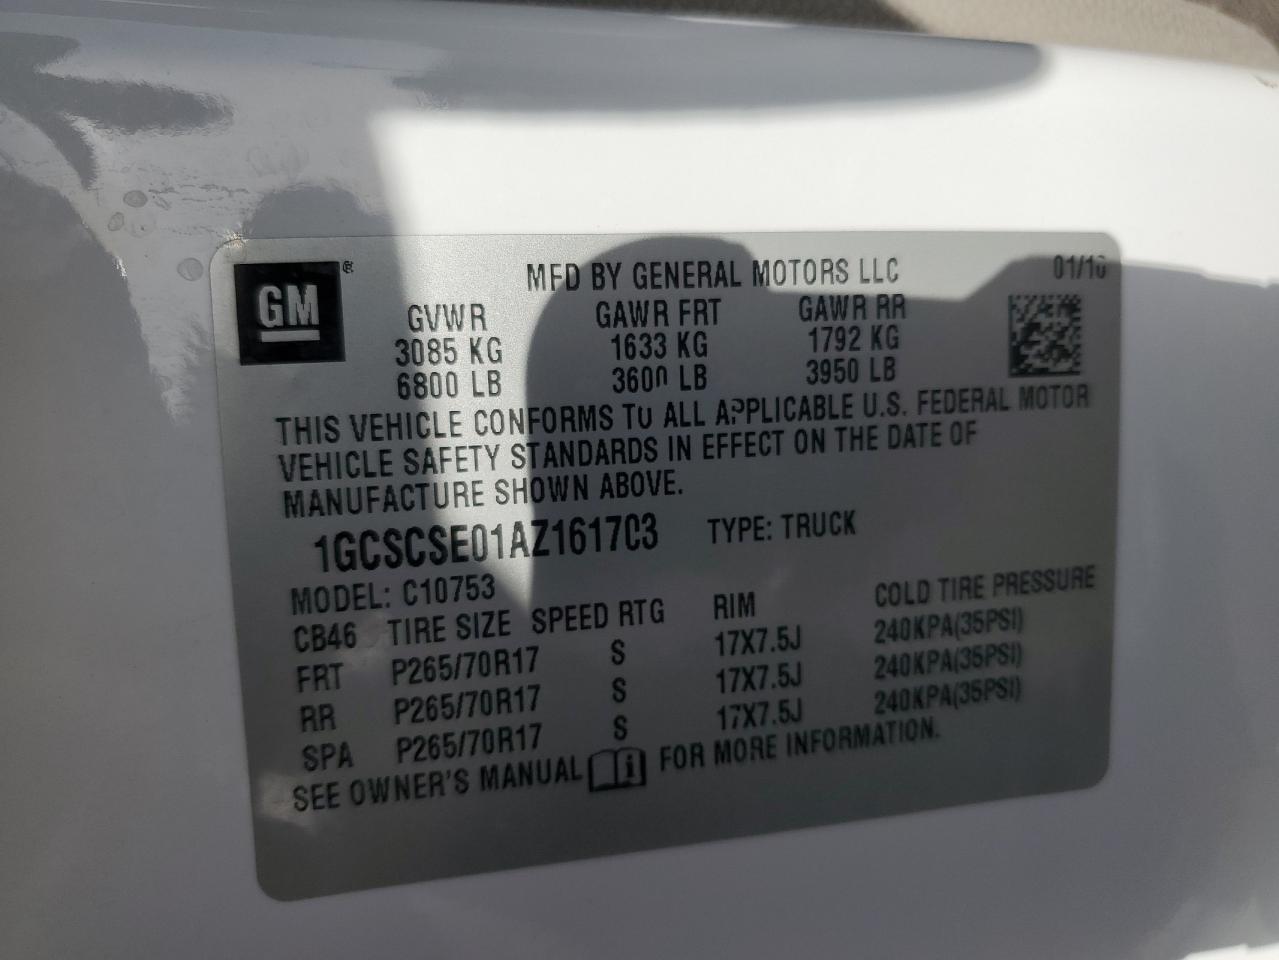 GM ®
MFD BY GENERAL MOTORS LLC 01/10
GVWR GAWR FRT GAWR RR
3085 KG 1633 KG 1792 KG
6800 LB 3600 LB 3950 LB
THIS VEHICLE CONFORMS TO ALL APPLICABLE U.S. FEDERAL MOTOR
VEHICLE SAFETY STANDARDS IN EFFECT ON THE DATE OF
MANUFACTURE SHOWN ABOVE.
1GCSCSE01AZ1617C3 TYPE: TRUCK
MODEL: C10753
CB46 TIRE SIZE SPEED RTG RIM COLD TIRE PRESSURE
FRT P265/70R17 S 17X7.5J 240KPA(35PSI)
RR P265/70R17 S 17X7.5J 240KPA(35PSI)
SPA P265/70R17 S 17X7.5J 240KPA(35PSI)
SEE OWNER'S MANUAL i FOR MORE INFORMATION.